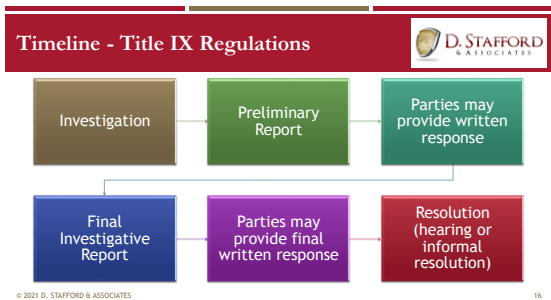 Timeline - Title IX Regulations
D. STAFFORD
& ASSOCIATES
Investigation
Preliminary
Report
Parties may
provide written
response
Final
Investigative
Report
Parties may
provide final
written response
Resolution
(hearing or
informal
resolution)
© 2021 D. STAFFORD & ASSOCIATES
16